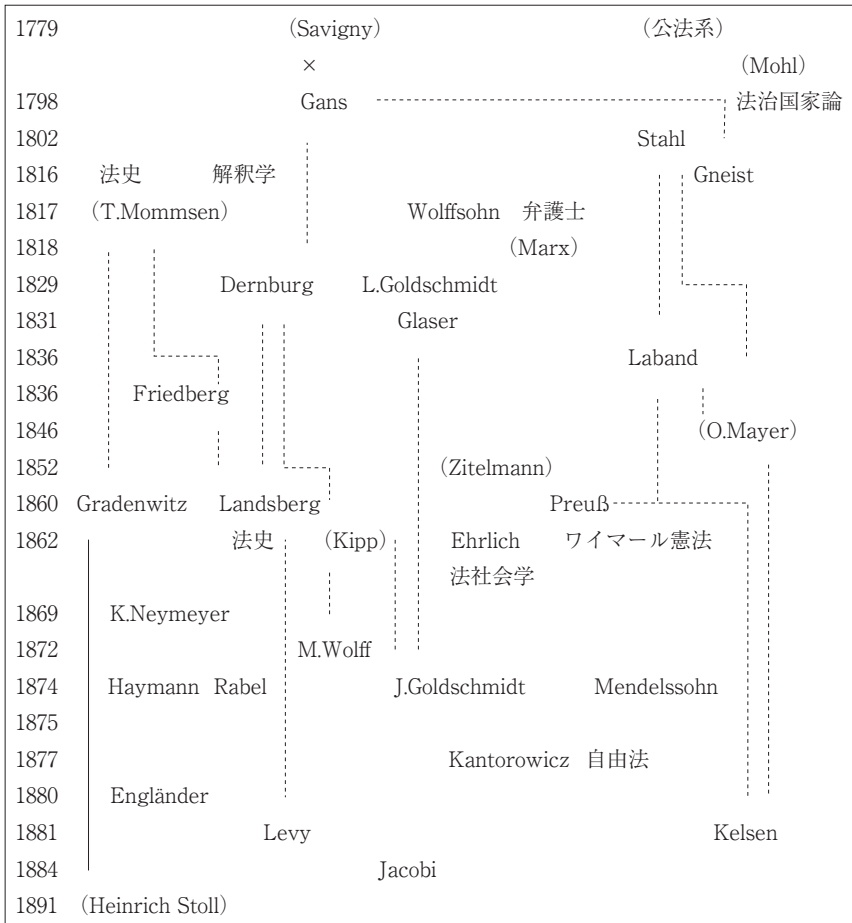 1779 (Savigny) (公法系)
× (Mohl)
1798 Gans 法治国家論
1802 Stahl
1816 法史 解釈学 Gneist
1817 (T.Mommsen) Wolffsohn 弁護士
1818 (Marx)
1829 Dernburg L.Goldschmidt
1831 Glaser
1836 Laband
1836 Friedberg
1846 (O.Mayer)
1852 (Zitelmann)
1860 Gradenwitz Landsberg Preuß
1862 法史 (Kipp) Ehrlich ワイマール憲法
法社会学
1869 K.Neymeyer
1872 M.Wolff
1874 Haymann Rabel J.Goldschmidt Mendelssohn
1875
1877 Kantorowicz 自由法
1880 Engländer
1881 Levy Kelsen
1884 Jacobi
1891 (Heinrich Stoll)